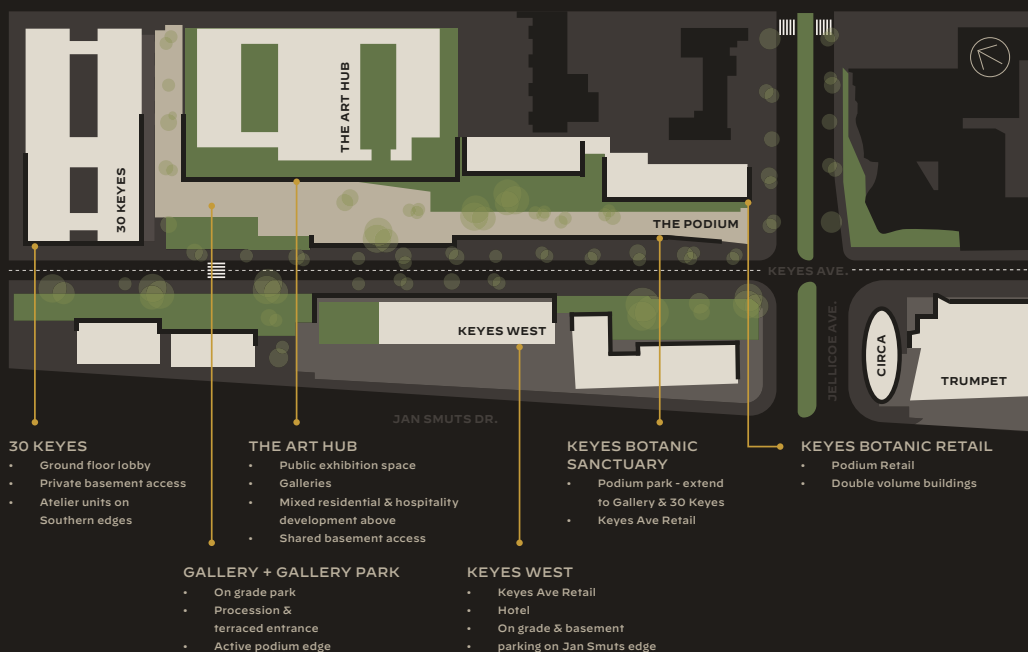 THE ART HUB
30 KEYES
THE PODIUM
KEYES AVE.
KEYES WEST
JELLICOE AVE.
CIRCA
TRUMPET
JAN SMUTS DR.
30 KEYES
• Ground floor lobby
• Private basement access
• Atelier units on
Southern edges
THE ART HUB
• Public exhibition space
• Galleries
• Mixed residential & hospitality
development above
• Shared basement access
KEYES BOTANIC
SANCTUARY
• Podium park - extend
to Gallery & 30 Keyes
• Keyes Ave Retail
KEYES BOTANIC RETAIL
• Podium Retail
• Double volume buildings
GALLERY + GALLERY PARK
• On grade park
• Procession &
terraced entrance
• Active podium edge
KEYES WEST
• Keyes Ave Retail
• Hotel
• On grade & basement
• parking on Jan Smuts edge